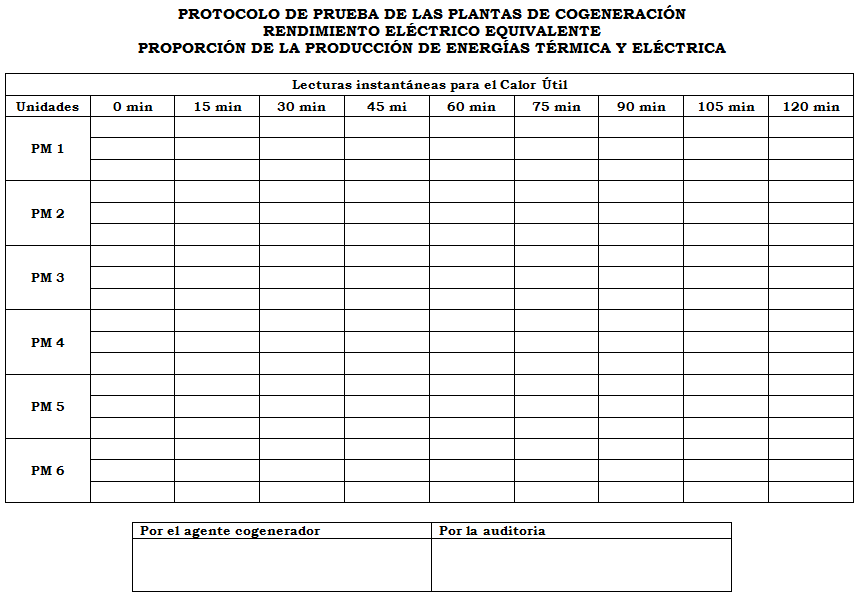 PROTOCOLO DE PRUEBA DE LAS PLANTAS DE COGENERACIÓN
RENDIMIENTO ELÉCTRICO EQUIVALENTE
PROPORCIÓN DE LA PRODUCCIÓN DE ENERGÍAS TÉRMICA Y ELÉCTRICA
Lecturas instantáneas para el Calor Útil
Unidades 0 min 15 min 30 min 45 mi 60 min 75 min 90 min 105 min 120 min
PM 1
PM 2
PM 3
PM 4
PM 5
PM 6
Por el agente cogenerador Por la auditoria